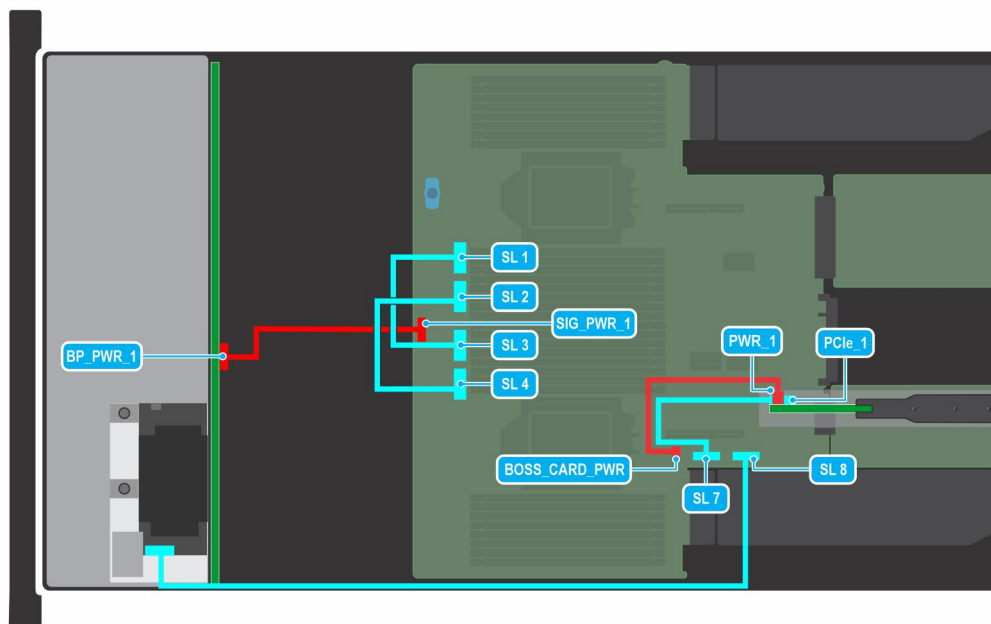 SL 1
SL 2
SIG_PWR_1
BP_PWR_1
SL 3
PWR_1
PCIe_1
SL 4
BOSS_CARD_PWR
SL 8
SL 7